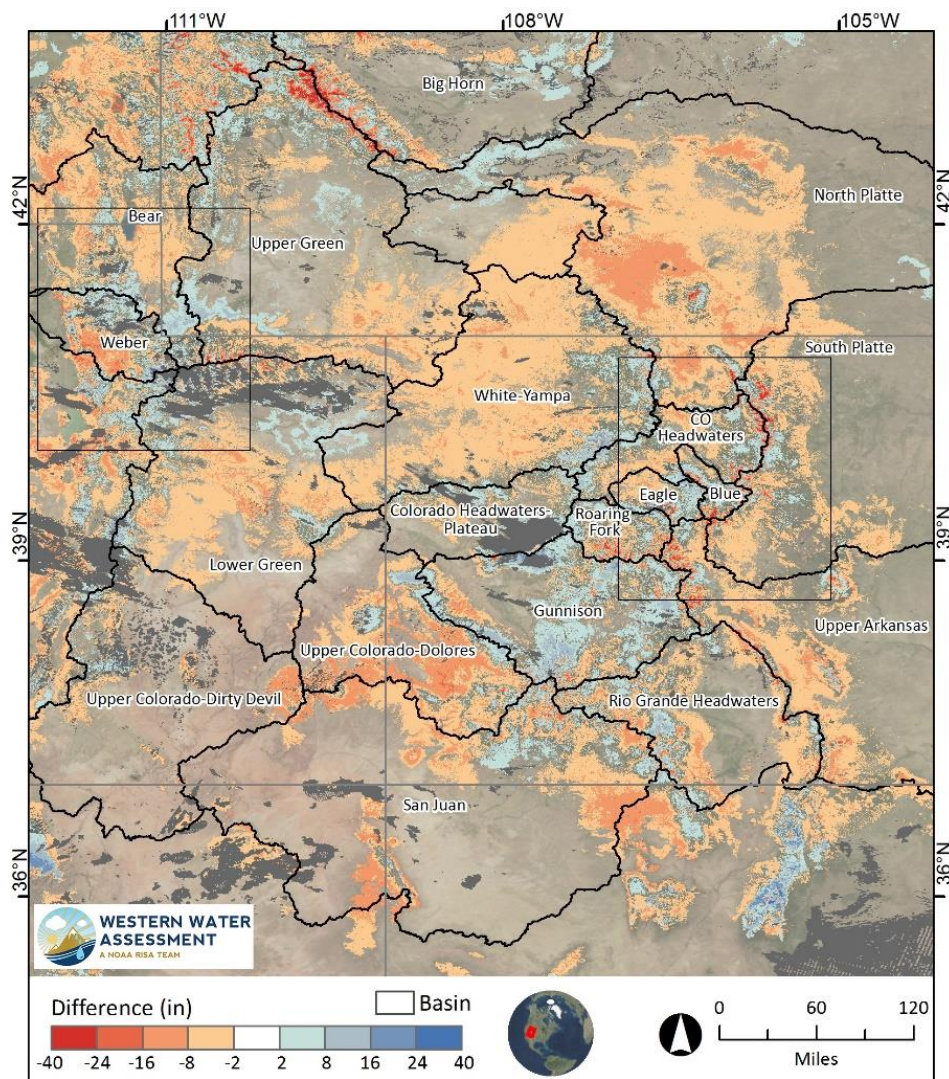 111°W 108°W 105°W
Big Horn
42°N
42°N
North Platte
Bear
Upper Green
Weber
South Platte
White-Yampa
CO
Headwaters
Eagle
Blue
Colorado Headwaters-
Plateau
Roaring
Fork
39°N
39°N
Lower Green
Gunnison
Upper Arkansas
Upper Colorado-Dolores
Upper Colorado-Dirty Devil
Rio Grande Headwaters
San Juan
36°N
36°N
WESTERN WATER
ASSESSMENT
A NOAA RISA TEAM
Difference (in)
Basin
-40 -24 -16 -8 -2 2 8 16 24 40
0 60 120
Miles